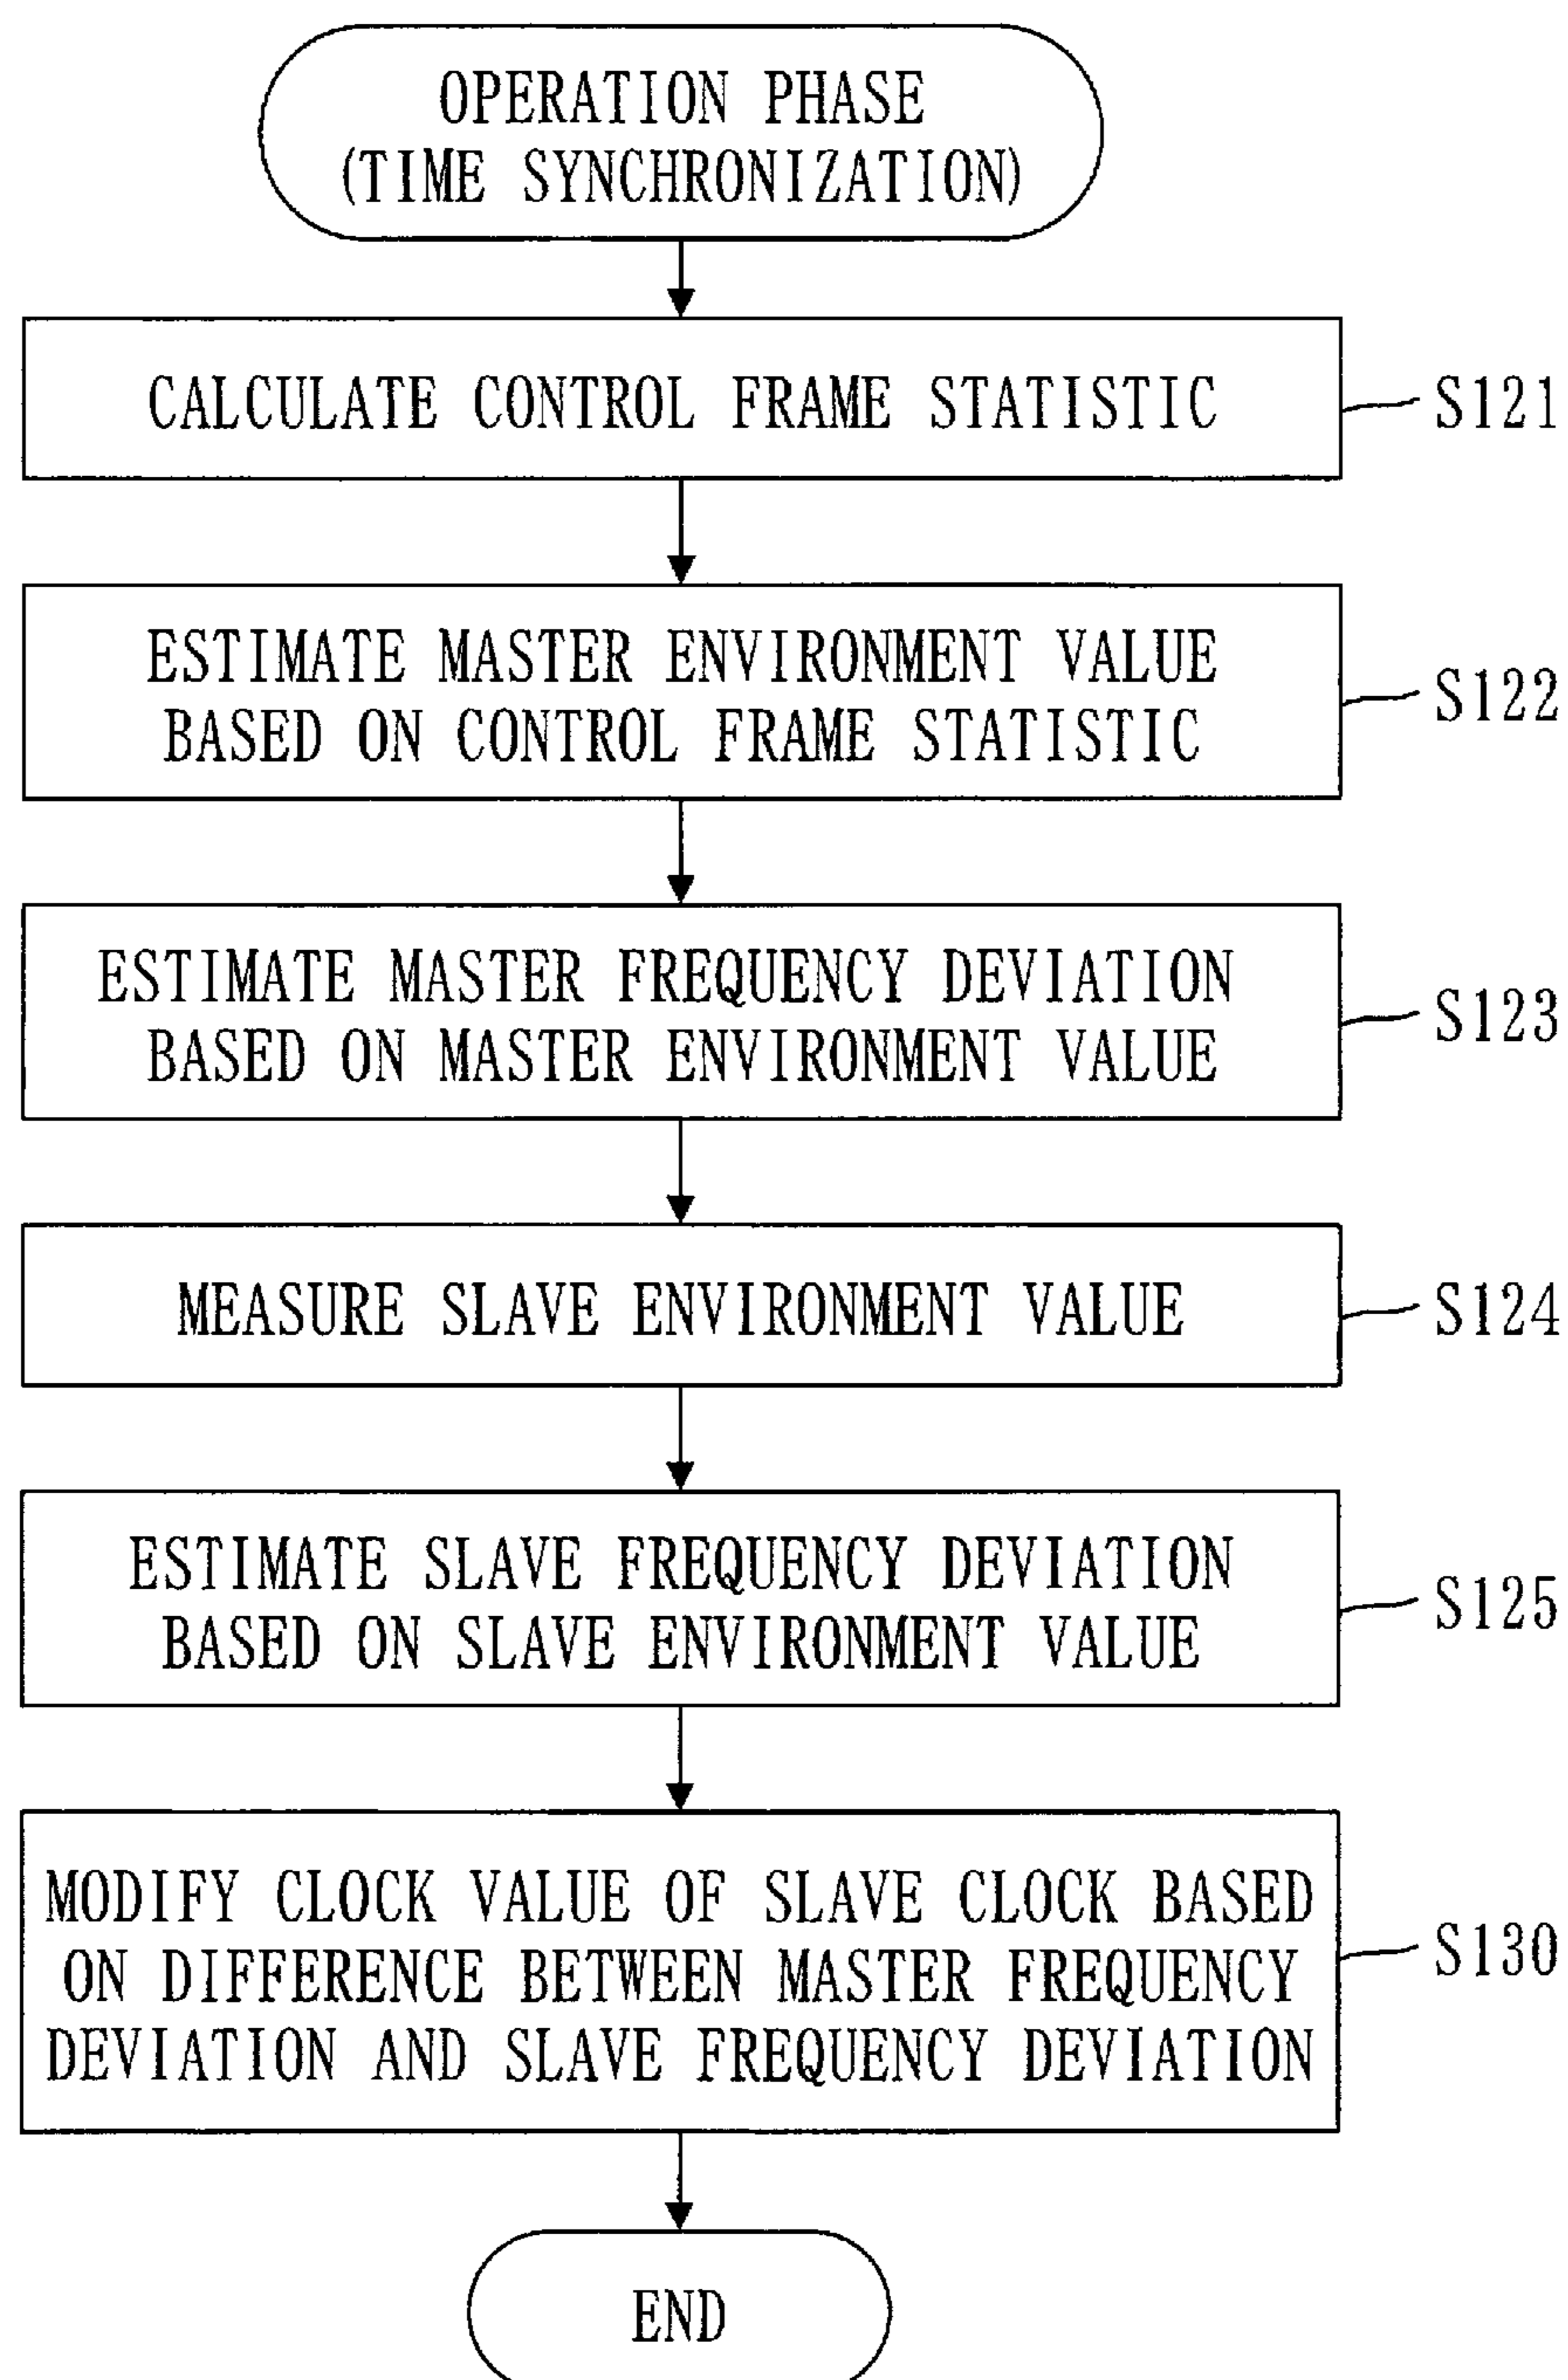 OPERATION PHASE
(TIME SYNCHRONIZATION)
CALCULATE CONTROL FRAME STATISTIC
S121
ESTIMATE MASTER ENVIRONMENT VALUE
BASED ON CONTROL FRAME STATISTIC
S122
ESTIMATE MASTER FREQUENCY DEVIATION
BASED ON MASTER ENVIRONMENT VALUE
S123
MEASURE SLAVE ENVIRONMENT VALUE
S124
ESTIMATE SLAVE FREQUENCY DEVIATION
BASED ON SLAVE ENVIRONMENT VALUE
S125
MODIFY CLOCK VALUE OF SLAVE CLOCK BASED
ON DIFFERENCE BETWEEN MASTER FREQUENCY
DEVIATION AND SLAVE FREQUENCY DEVIATION
S130
END